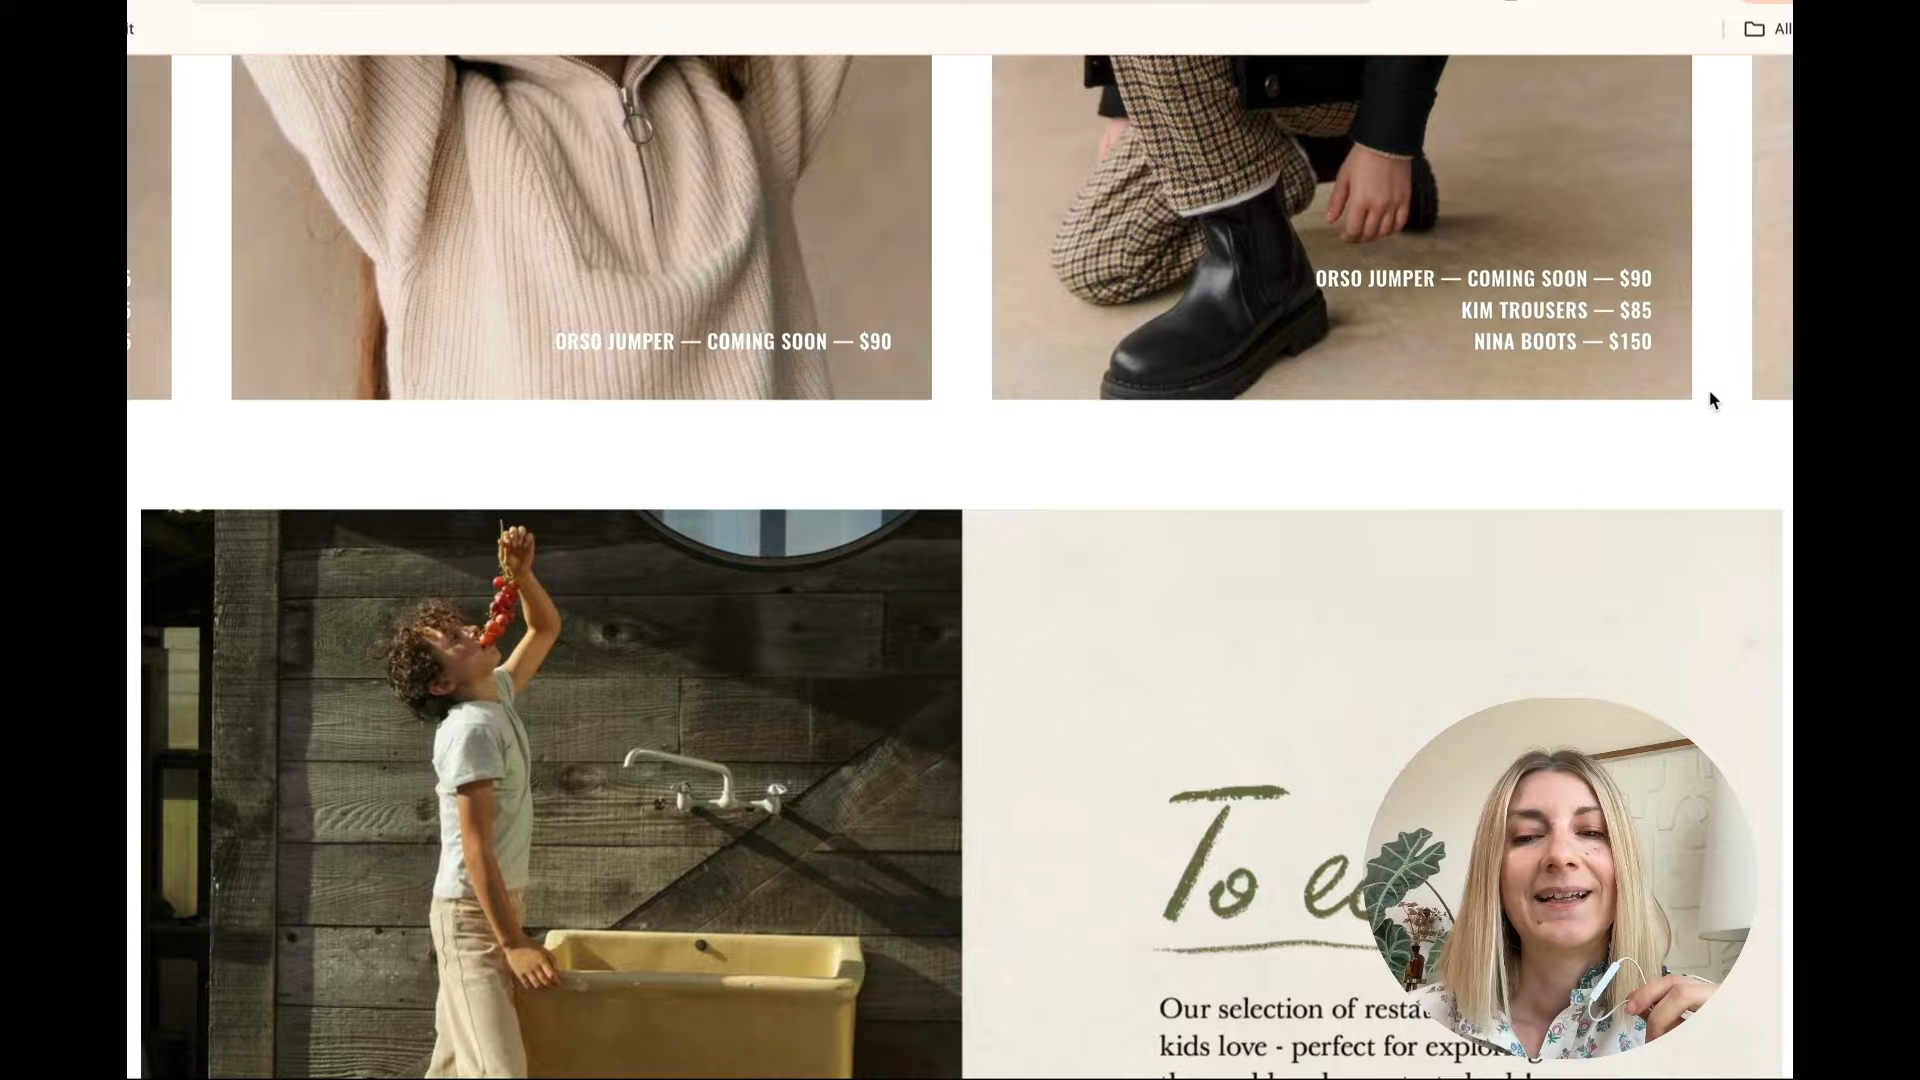 All
ORSO JUMPER — COMING SOON — $90
ORSO JUMPER — COMING SOON — $90
KIM TROUSERS — $85
NINA BOOTS — $150
To
Our selection of
kids love - perfect for